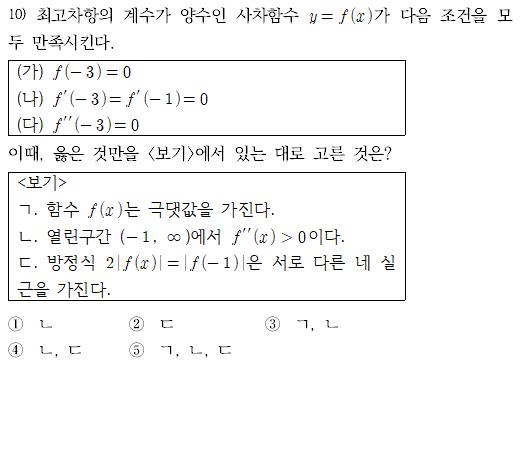 10) 최고차항의 계수가 양수인 사차함수 y=f(x)가 다음 조건을 모
두 만족시킨다.
(가) f(-3)=0
(나) f′(-3)=f′(-1)=0
(다) f′′(-3)=0
이때, 옳은 것만을 <보기>에서 있는 대로 고른 것은?
<보기>
ㄱ. 함수 f(x)는 극댓값을 가진다.
ㄴ. 열린구간 (-1, ∞)에서 f′′(x)>0이다.
ㄷ. 방정식 2|f(x)|=|f(-1)|은 서로 다른 네 실
근을 가진다.
① ㄴ ② ㄷ ③ ㄱ, ㄴ
④ ㄴ, ㄷ ⑤ ㄱ, ㄴ, ㄷ